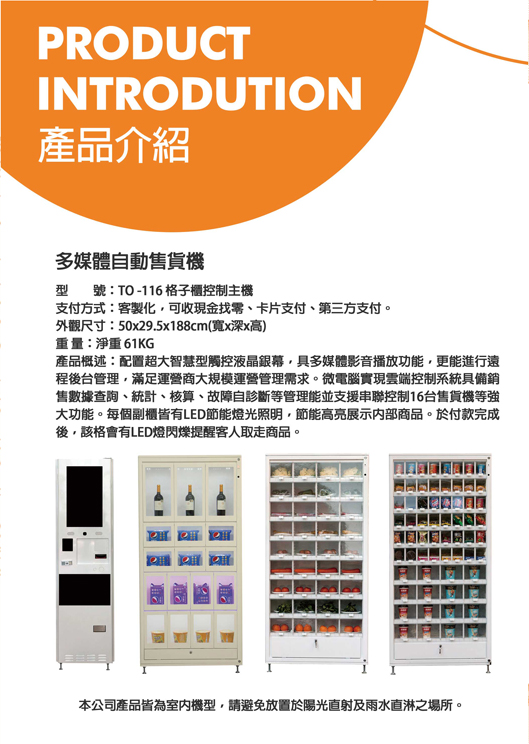 PRODUCT
INTRODUTION
產品介紹
多媒體自動售貨機
型　　號：TO -116 格子櫃控制主機
支付方式：客製化，可收現金找零、卡片支付、第三方支付。
外觀尺寸：50x29.5x188cm(寬x深x高)
重 量：淨重 61KG
產品概述：配置超大智慧型觸控液晶銀幕，具多媒體影音播放功能，更能進行遠
程後台管理，滿足運營商大規模運營管理需求。微電腦實現雲端控制系統具備銷
售數據查詢、統計、核算、故障自診斷等管理能並支援串聯控制16台售貨機等強
大功能。每個副櫃皆有LED節能燈光照明，節能高亮展示內部商品。於付款完成
後，該格會有LED燈閃爍提醒客人取走商品。
本公司產品皆為室內機型，請避免放置於陽光直射及雨水直淋之場所。